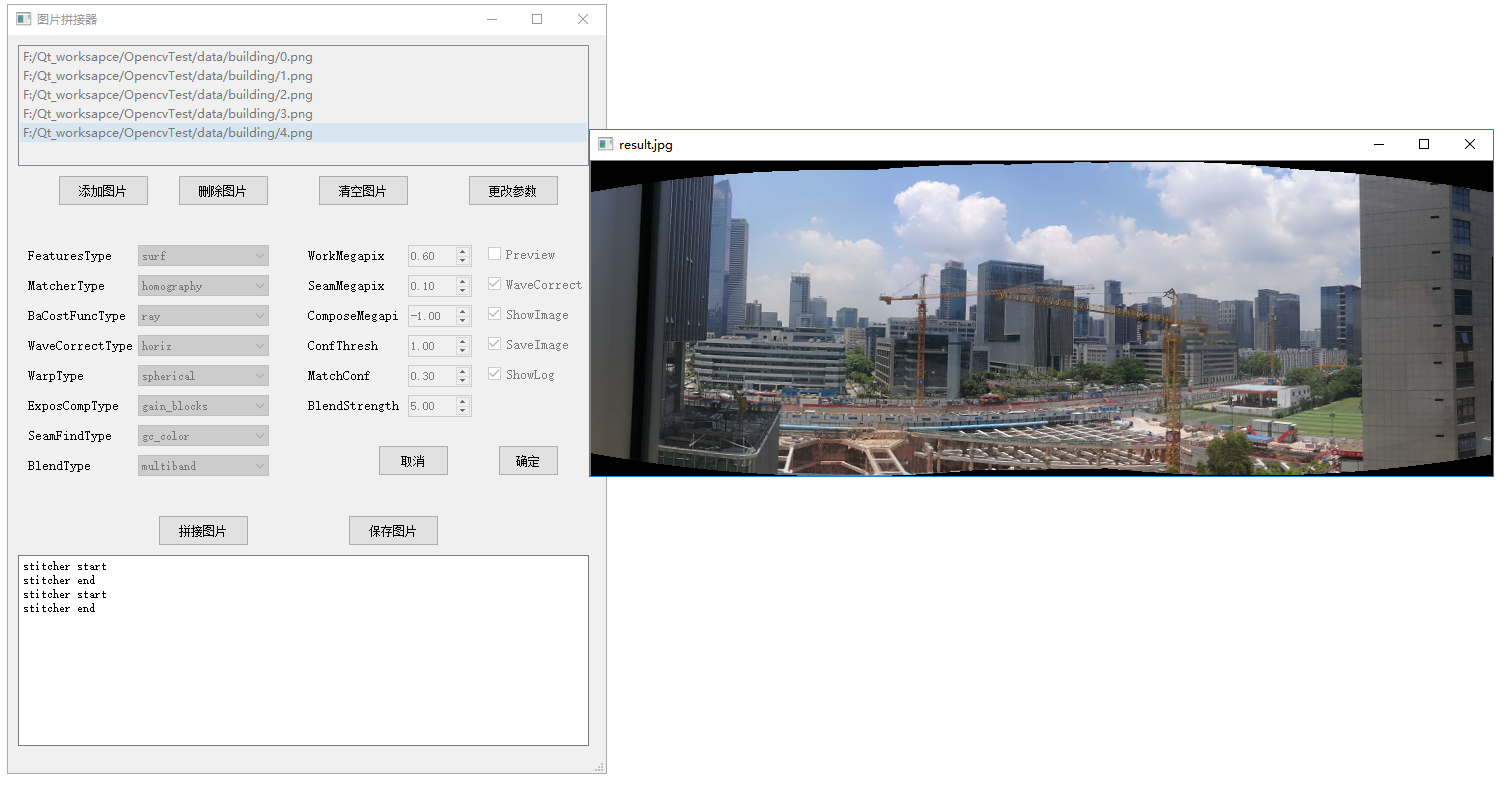 图片拼接器
F:/Qt_worksapce/OpencvTest/data/building/0.png
F:/Qt_worksapce/OpencvTest/data/building/1.png
F:/Qt_worksapce/OpencvTest/data/building/2.png
F:/Qt_worksapce/OpencvTest/data/building/3.png
F:/Qt_worksapce/OpencvTest/data/building/4.png
添加图片 删除图片 清空图片 更改参数
FeaturesType surf WorkMegapix 0.60 Preview
MatcherType homography SeamMegapix 0.10 WaveCorrect
BaCostFuncType ray ComposeMegapi -1.00 ShowImage
WaveCorrectType horiz ConfThresh 1.00 SaveImage
WarpType spherical MatchConf 0.30 ShowLog
ExposCompType gain_blocks BlendStrength 5.00
SeamFindType gc_color
BlendType multiband
取消 确定
拼接图片 保存图片
stitcher start
stitcher end
stitcher start
stitcher end
result.jpg